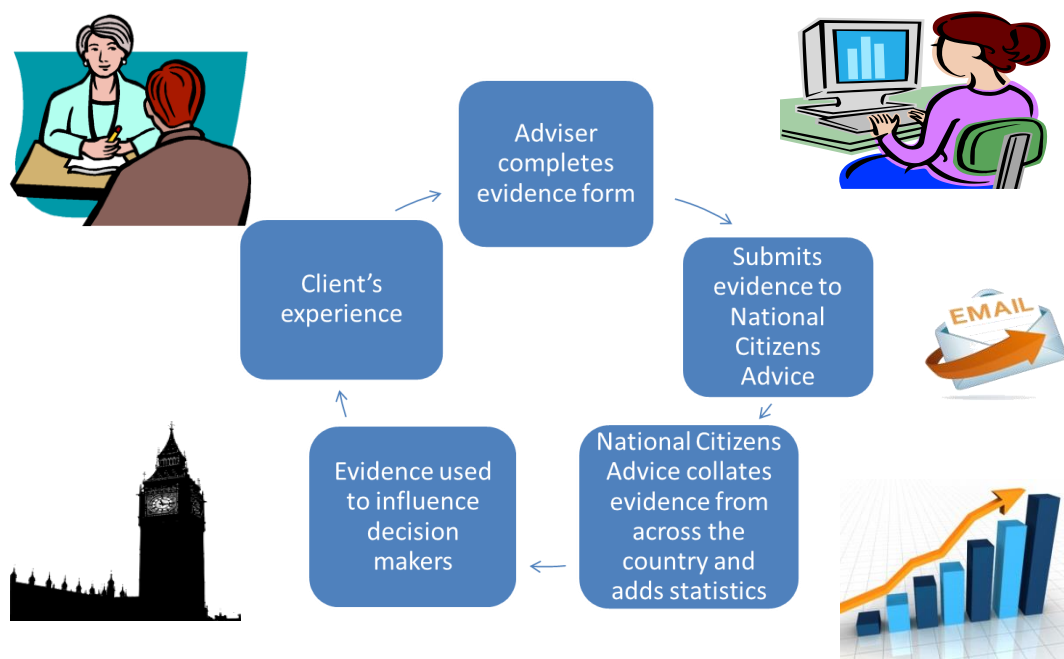 Adviser
completes
evidence form
Submits
evidence to
National
Citizens
Advice
EMAIL
National Citizens
Advice collates
evidence from
across the
country and
adds statistics
Evidence used
to influence
decision
makers
Client’s
experience